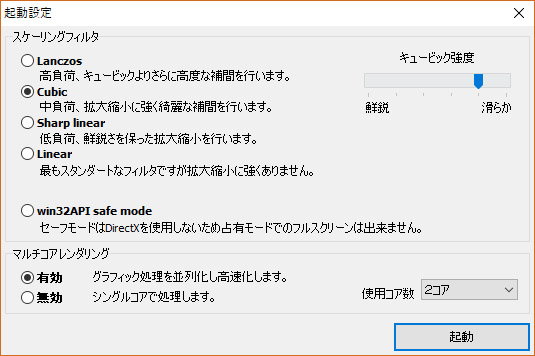 起動設定
スケーリングフィルタ
Lanczos
高負荷、キュービックよりさらに高度な補間を行います。
Cubic
中負荷、拡大縮小に強く綺麗な補間を行います。
Sharp linear
低負荷、鮮鋭さを保った拡大縮小を行います。
Linear
最もスタンダードなフィルタですが拡大縮小に強くありません。
キュービック強度
鮮鋭 滑らか
win32API safe mode
セーフモードはDirectXを使用しないため占有モードでのフルスクリーンは出来ません。
マルチコアレンダリング
有効 グラフィック処理を並列化し高速化します。
無効 シングルコアで処理します。
使用コア数 2コア
起動